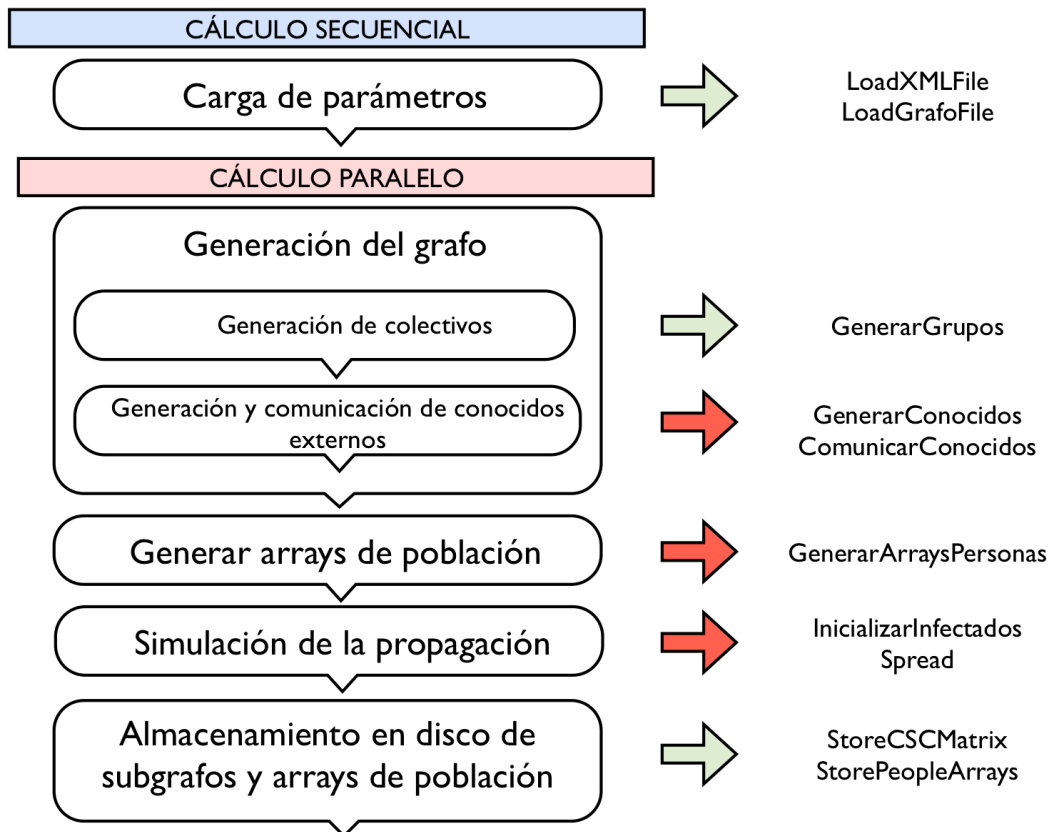 CÁLCULO SECUENCIAL
Carga de parámetros
LoadXMLFile
LoadGrafoFile
CÁLCULO PARALELO
Generación del grafo
Generación de colectivos
GenerarGrupos
Generación y comunicación de conocidos
externos
GenerarConocidos
ComunicarConocidos
Generar arrays de población
GenerarArraysPersonas
Simulación de la propagación
InicializarInfectados
Spread
Almacenamiento en disco de
subgrafos y arrays de población
StoreCSCMatrix
StorePeopleArrays